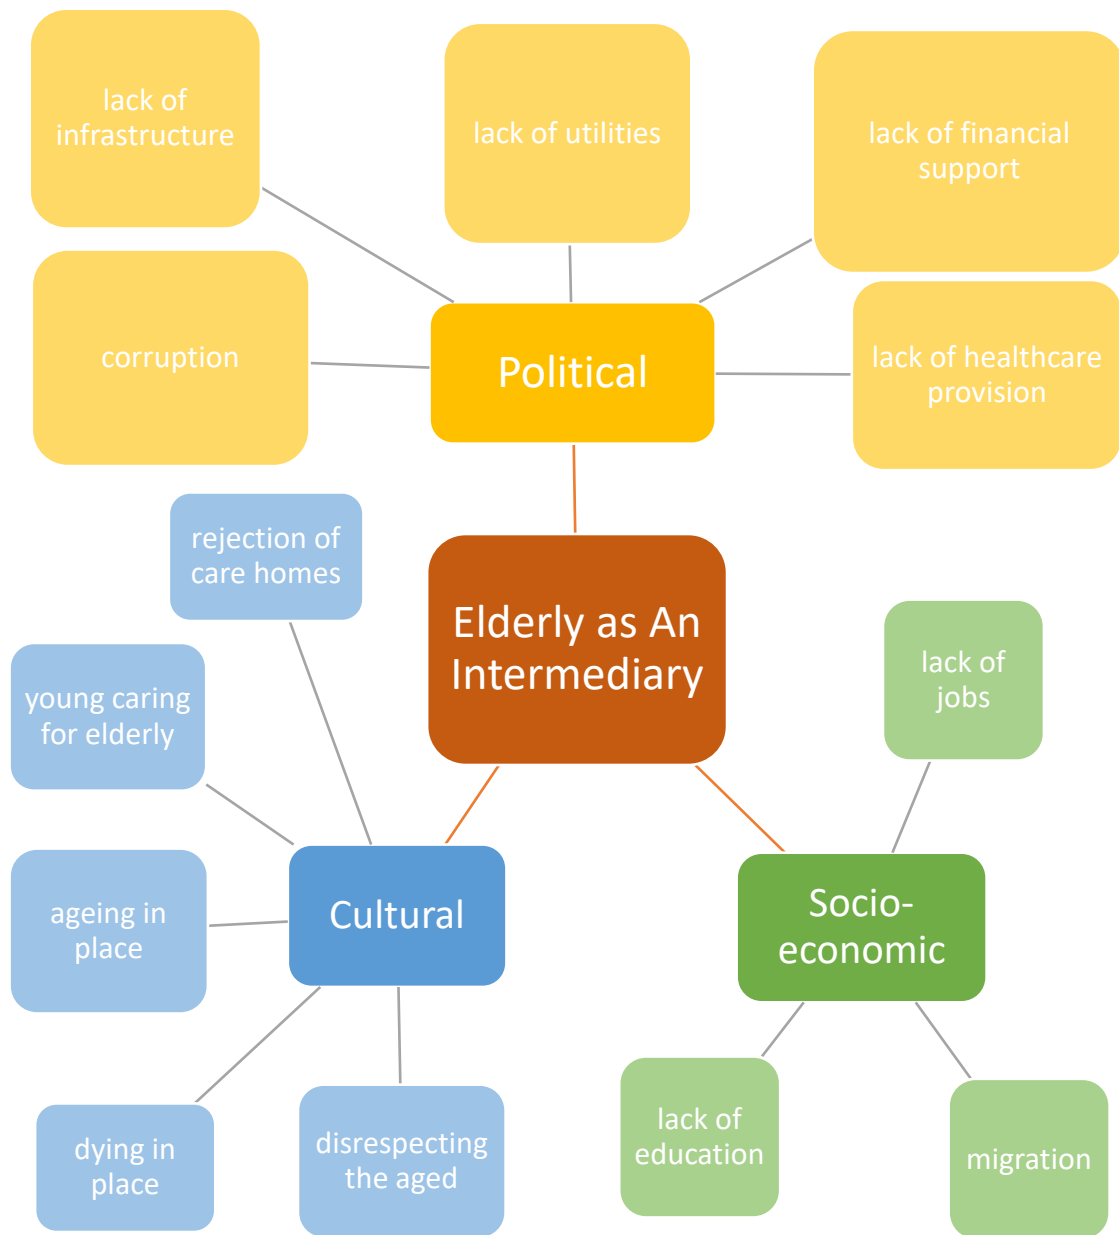 lack of
infrastructure
lack of utilities
lack of financial
support
corruption
Political
lack of healthcare
provision
rejection of
care homes
Elderly as An
Intermediary
young caring
for elderly
lack of
jobs
ageing in
place
Cultural
Socio-
economic
dying in
place
disrespecting
the aged
lack of
education
migration